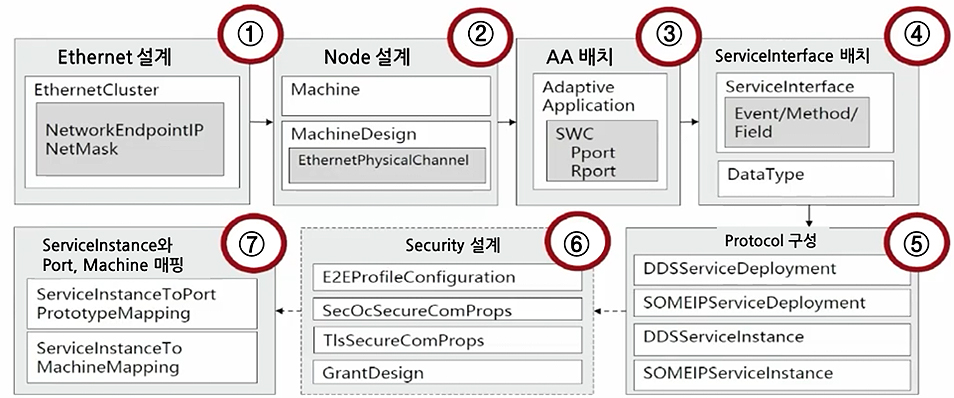 ①
Ethernet 설계
EthernetCluster
NetworkEndpointIP
NetMask
②
Node 설계
Machine
MachineDesign
EthernetPhysicalChannel
③
AA 배치
Adaptive
Application
SWC
Pport
Rport
④
ServiceInterface 배치
ServiceInterface
Event/Method/
Field
DataType
⑤
Protocol 구성
DDSServiceDeployment
SOMEIPServiceDeployment
DDSServiceInstance
SOMEIPServiceInstance
⑥
Security 설계
E2EProfileConfiguration
SecOcSecureComProps
TlsSecureComProps
GrantDesign
⑦
ServiceInstance와
Port, Machine 매핑
ServiceInstanceToPort
PrototypeMapping
ServiceInstanceTo
MachineMapping